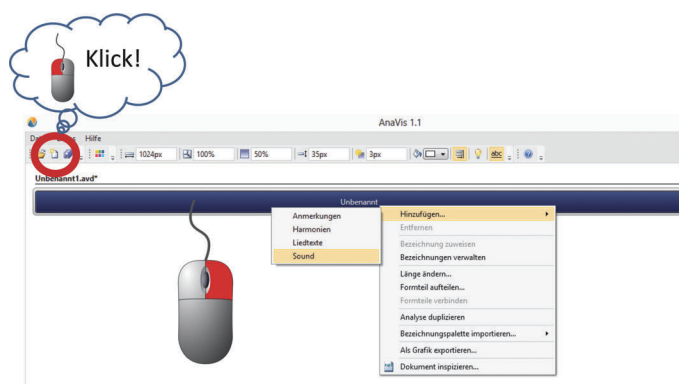 Klick!
AnaVis 1.1
Hilfe
1024px 100% 50% 35px 3px abc
Unbenannt1.avd*
Unbenannt
Anmerkungen
Harmonien
Liedtexte
Sound
Hinzufügen...
Entfernen
Bezeichnung zuweisen
Bezeichnungen verwalten
Länge ändern...
Formteil aufteilen...
Formteile verbinden
Analyse duplizieren
Bezeichnungspalette importieren...
Als Grafik exportieren...
Dokument inspizieren...